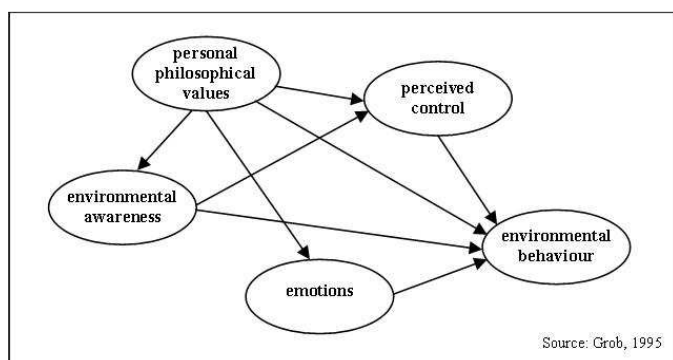 personal
philosophical
values
perceived
control
environmental
awareness
environmental
behaviour
emotions
Source: Grob, 1995